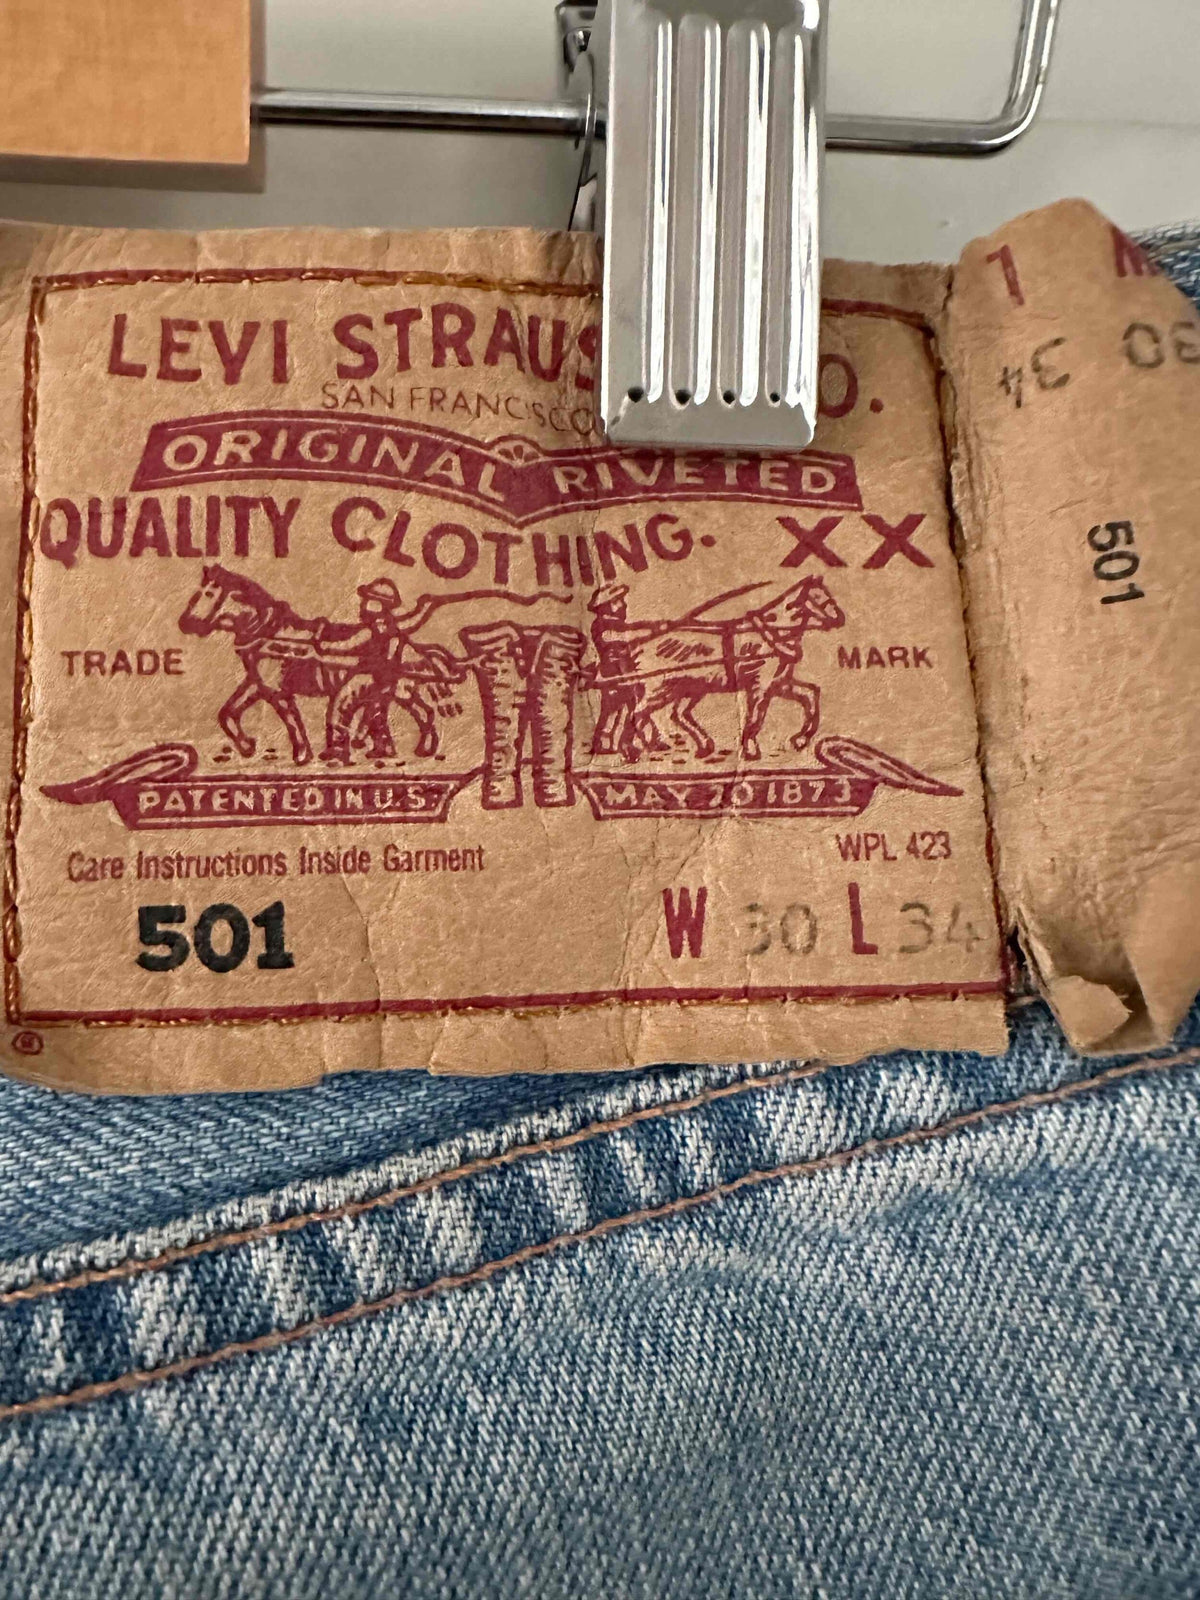 LEVI STRAUS O.
SAN FRANCISCO
ORIGINAL RIVETED
QUALITY CLOTHING. XX
TRADE MARK
PATENTED IN U.S. MAY 20 1873
Care Instructions Inside Garment WPL 423
501 W 30 L 34
®
L W
34 30
501